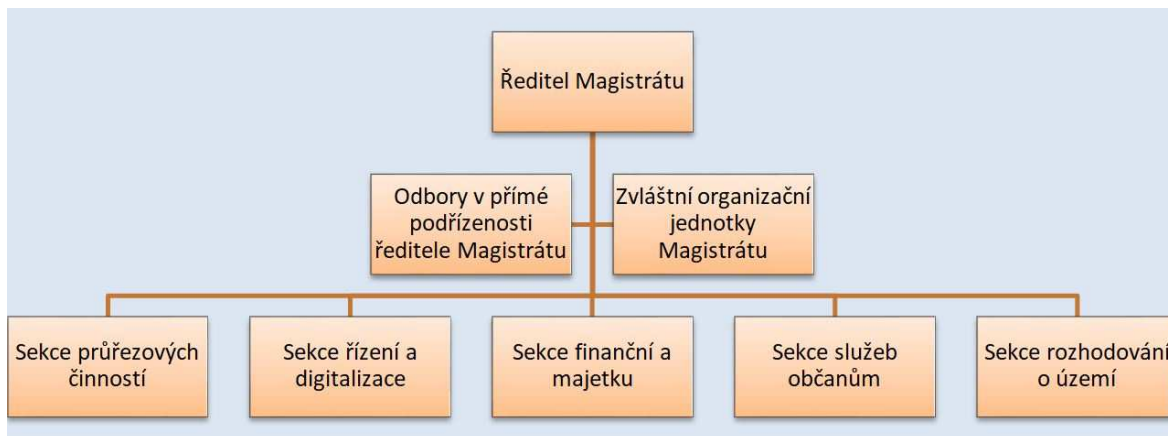 Ředitel Magistrátu
Odbory v přímé
podřízenosti
ředitele Magistrátu
Zvláštní organizační
jednotky
Magistrátu
Sekce průřezových
činností
Sekce řízení a
digitalizace
Sekce finanční a
majetku
Sekce služeb
občanům
Sekce rozhodování
o území